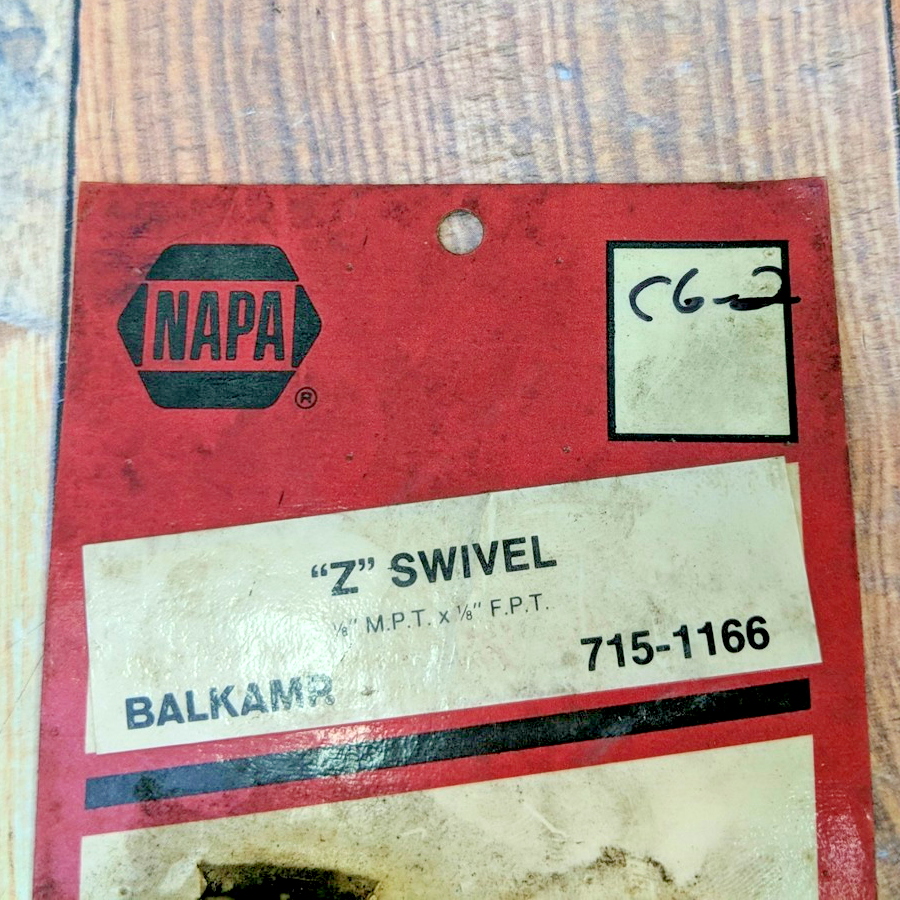 NAPA
®
C6-2
“Z” SWIVEL
⅛" M.P.T. x ⅛" F.P.T.
715-1166
BALKAMP